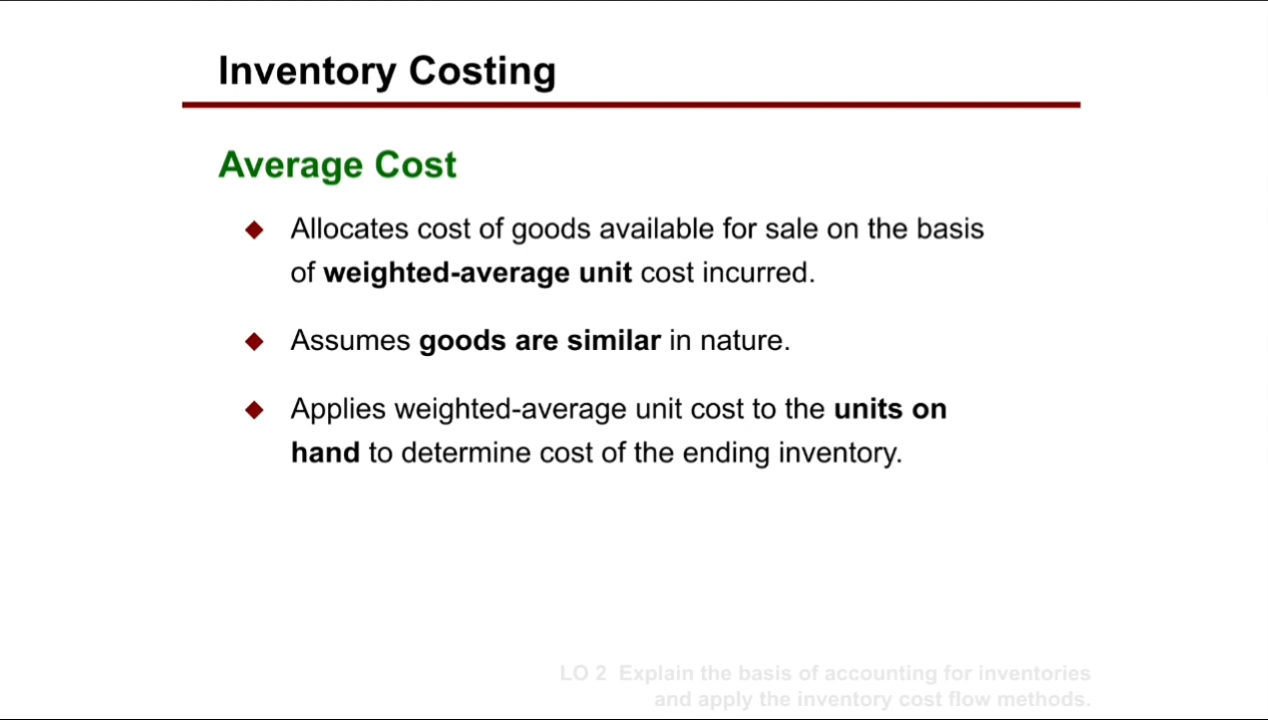 Inventory Costing
Average Cost
Allocates cost of goods available for sale on the basis
of weighted-average unit cost incurred.
Assumes goods are similar in nature.
Applies weighted-average unit cost to the units on
hand to determine cost of the ending inventory.
LO 2 Explain the basis of accounting for inventories
and apply the inventory cost flow methods.